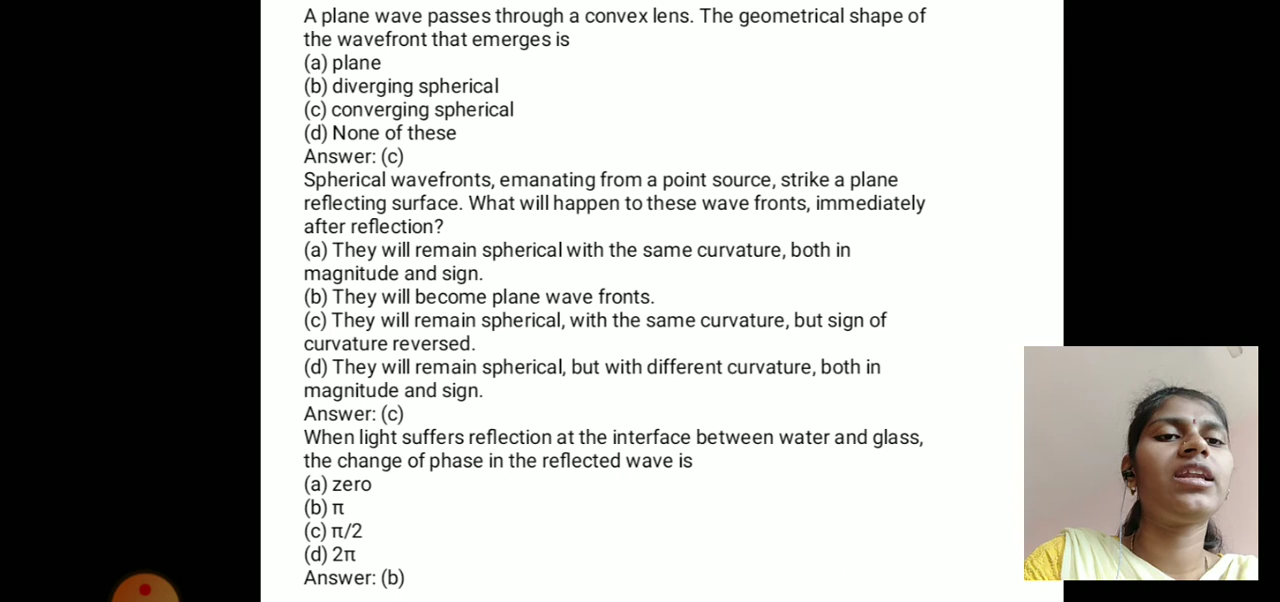 A plane wave passes through a convex lens. The geometrical shape of
the wavefront that emerges is
(a) plane
(b) diverging spherical
(c) converging spherical
(d) None of these
Answer: (c)
Spherical wavefronts, emanating from a point source, strike a plane
reflecting surface. What will happen to these wave fronts, immediately
after reflection?
(a) They will remain spherical with the same curvature, both in
magnitude and sign.
(b) They will become plane wave fronts.
(c) They will remain spherical, with the same curvature, but sign of
curvature reversed.
(d) They will remain spherical, but with different curvature, both in
magnitude and sign.
Answer: (c)
When light suffers reflection at the interface between water and glass,
the change of phase in the reflected wave is
(a) zero
(b) π
(c) π/2
(d) 2π
Answer: (b)